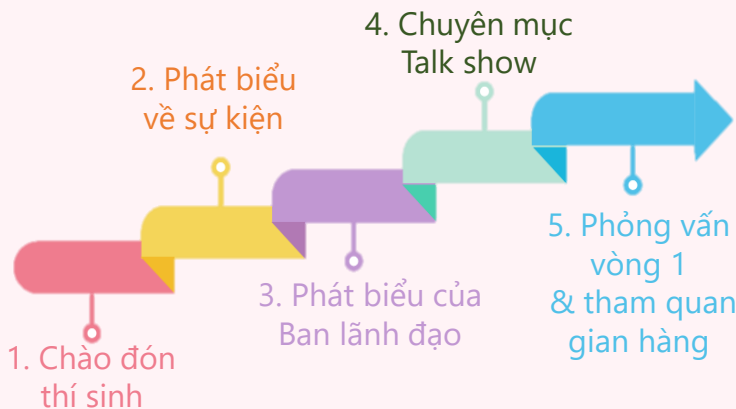 1. Chào đón
thí sinh
2. Phát biểu
về sự kiện
3. Phát biểu của
Ban lãnh đạo
4. Chuyên mục
Talk show
5. Phỏng vấn
vòng 1
& tham quan
gian hàng